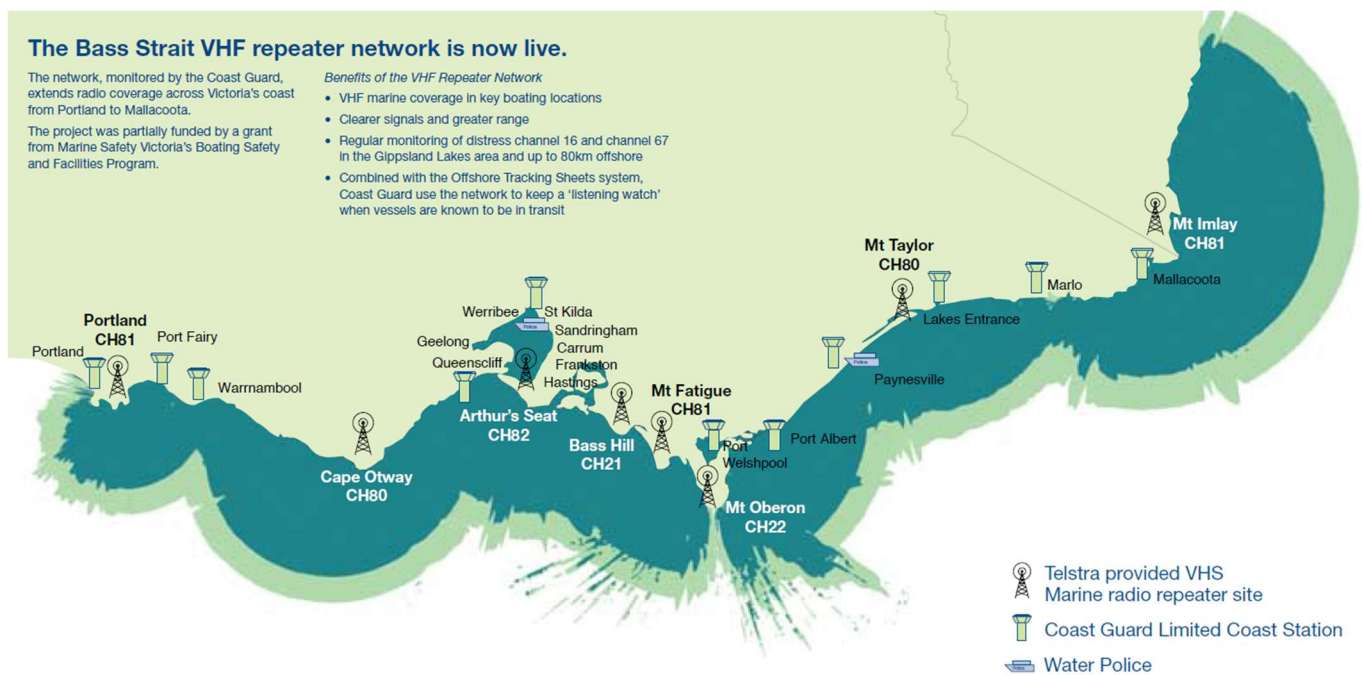 The Bass Strait VHF repeater network is now live.
The network, monitored by the Coast Guard,
extends radio coverage across Victoria's coast
from Portland to Mallacoota.
The project was partially funded by a grant
from Marine Safety Victoria's Boating Safety
and Facilities Program.
Benefits of the VHF Repeater Network
• VHF marine coverage in key boating locations
• Clearer signals and greater range
• Regular monitoring of distress channel 16 and channel 67
in the Gippsland Lakes area and up to 80km offshore
• Combined with the Offshore Tracking Sheets system,
Coast Guard use the network to keep a 'listening watch'
when vessels are known to be in transit
Portland
CH81
Portland
Port Fairy
Warrnambool
Cape Otway
CH80
Werribee
St Kilda
Police
Sandringham
Geelong
Carrum
Queenscliff
Frankston
Hastings
Arthur's Seat
CH82
Bass Hill
CH21
Mt Fatigue
CH81
Port
Welshpool
Port Albert
Mt Oberon
CH22
Mt Taylor
CH80
Lakes Entrance
Police
Paynesville
Marlo
Mt Imlay
CH81
Mallacoota
Telstra provided VHS
Marine radio repeater site
Coast Guard Limited Coast Station
Water Police